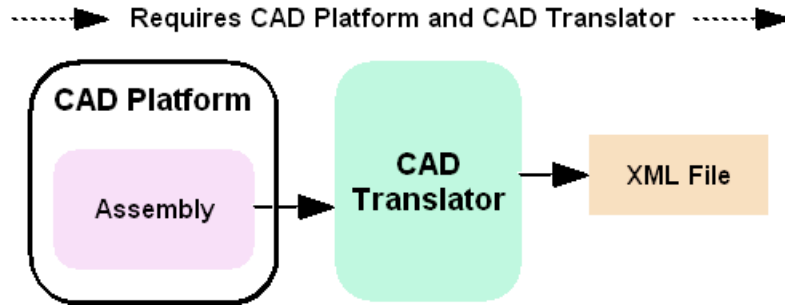 Requires CAD Platform and CAD Translator
CAD Platform
Assembly
CAD
Translator
XML File